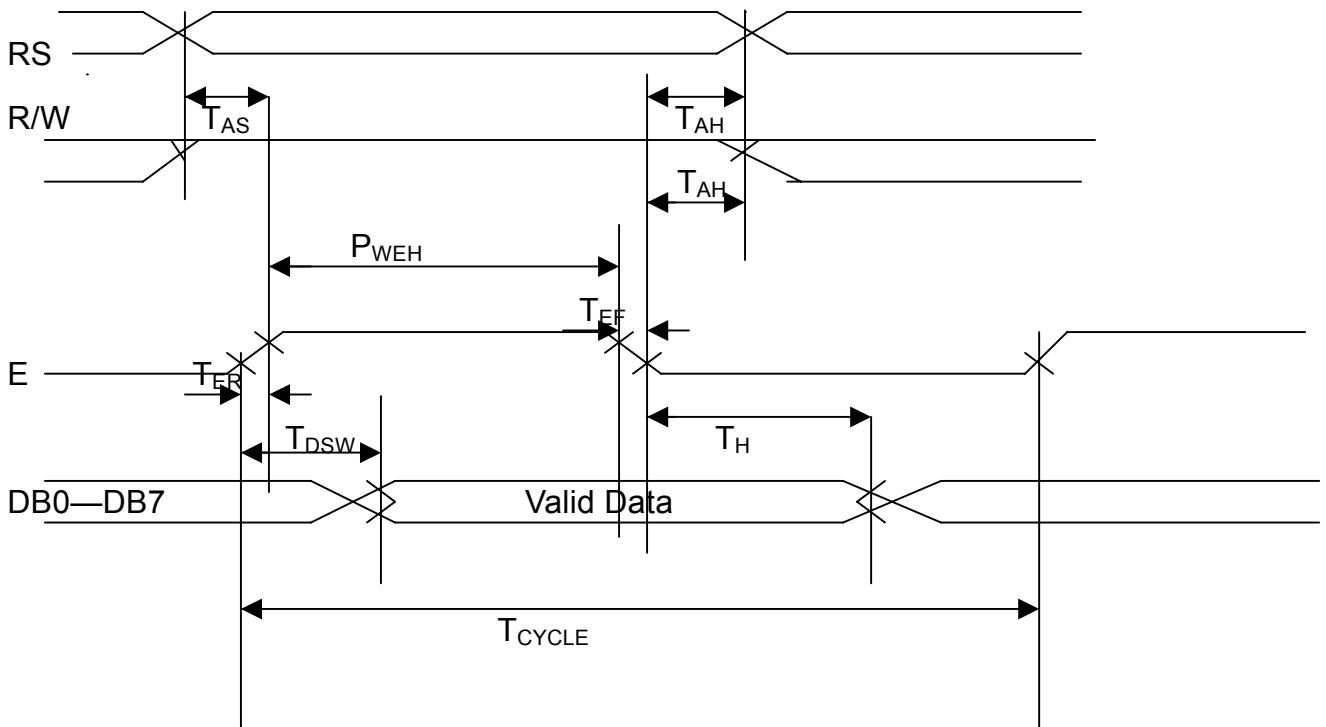 RS
R/W
TAS
TAH
TAH
PWEH
TEF
E
TER
TDSW
TH
DB0—DB7
Valid Data
TCYCLE